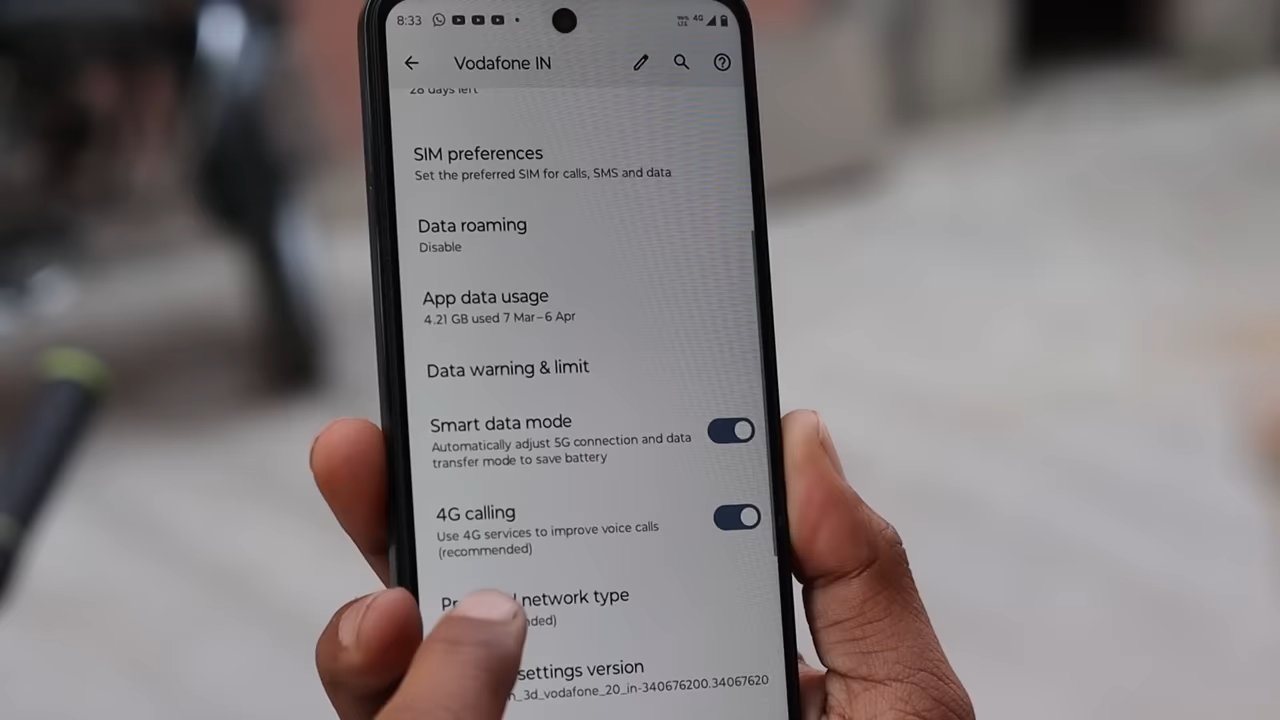 8:33
4G
Vodafone IN
28 days left
SIM preferences
Set the preferred SIM for calls, SMS and data
Data roaming
Disable
App data usage
4.21 GB used 7 Mar–6 Apr
Data warning & limit
Smart data mode
Automatically adjust 5G connection and data
transfer mode to save battery
4G calling
Use 4G services to improve voice calls
(recommended)
network type
settings version
_3d_vodafone_20_in-340676200.34067620